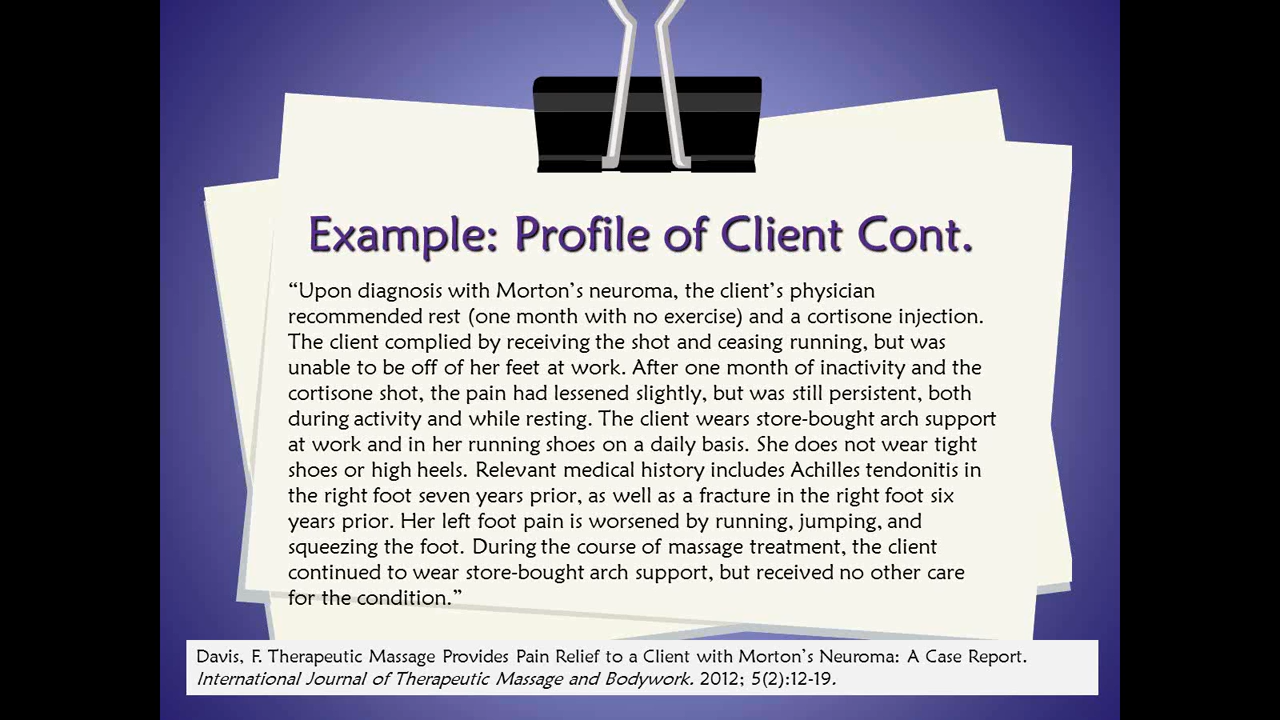 Example: Profile of Client Cont.
“Upon diagnosis with Morton’s neuroma, the client’s physician
recommended rest (one month with no exercise) and a cortisone injection.
The client complied by receiving the shot and ceasing running, but was
unable to be off of her feet at work. After one month of inactivity and the
cortisone shot, the pain had lessened slightly, but was still persistent, both
during activity and while resting. The client wears store-bought arch support
at work and in her running shoes on a daily basis. She does not wear tight
shoes or high heels. Relevant medical history includes Achilles tendonitis in
the right foot seven years prior, as well as a fracture in the right foot six
years prior. Her left foot pain is worsened by running, jumping, and
squeezing the foot. During the course of massage treatment, the client
continued to wear store-bought arch support, but received no other care
for the condition.”
Davis, F. Therapeutic Massage Provides Pain Relief to a Client with Morton’s Neuroma: A Case Report.
International Journal of Therapeutic Massage and Bodywork. 2012; 5(2):12-19.